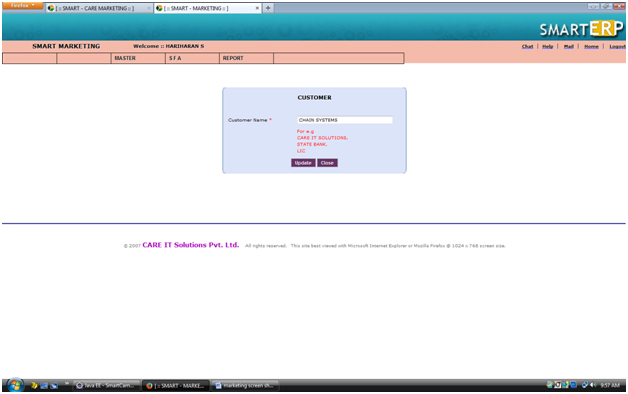 Firefox
[ :: SMART - CARE MARKETING :: ]
[ :: SMART - MARKETING :: ]
SMARTERP
SMART MARKETING
Welcome :: HARIHARAN S
Chat | Help | Mail | Home | Logout
MASTER
S F A
REPORT
CUSTOMER
Customer Name *
CHAIN SYSTEMS
For e.g
CARE IT SOLUTIONS,
STATE BANK,
LIC
Update
Close
© 2007 CARE IT Solutions Pvt. Ltd. All rights reserved. This site best viewed with Microsoft Internet Explorer or Mozilla Firefox @ 1024 x 768 screen size.
Java EE - SmartCam...
[ :: SMART - MARKE...
marketing screen sh...
9:57 AM